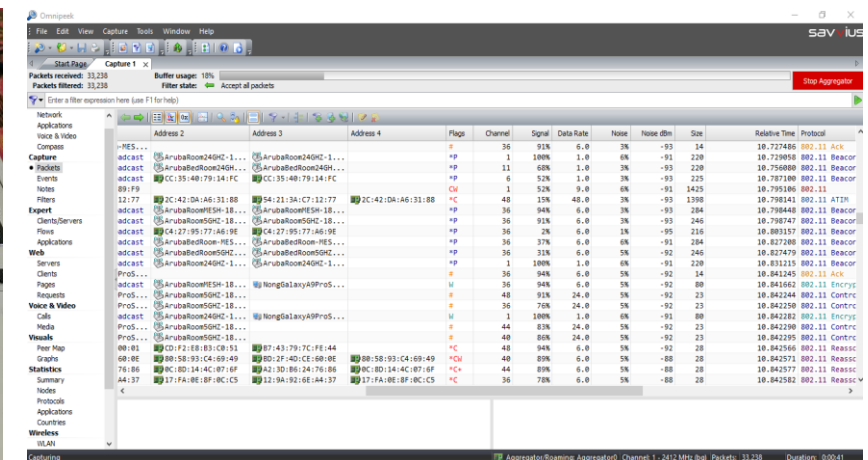 Omnipeek
File Edit View Capture Tools Window Help
savvius
Start Page Capture 1 x
Packets received: 33,238 Buffer usage: 18%
Packets filtered: 33,238 Filter state: Accept all packets
Stop Aggregator
Enter a filter expression here (use F1 for help)
Network
Applications
Voice & Video
Compass
Capture
Packets
Events
Notes
Filters
Expert
Clients/Servers
Flows
Applications
Web
Servers
Clients
Pages
Requests
Voice & Video
Calls
Media
Visuals
Peer Map
Graphs
Statistics
Summary
Nodes
Protocols
Applications
Countries
Wireless
WLAN
Address 2 Address 3 Address 4 Flags Channel Signal Data Rate Noise Noise dBm Size Relative Time Protocol
-MES... # 36 91% 6.0 3% -93 14 10.727486 802.11 Ack
adcast ArubaRoom24GHZ-1... ArubaRoom24GHZ-1... *P 1 100% 1.0 6% -91 220 10.729058 802.11 Beacor
adcast ArubaBedRoom24GH... ArubaBedRoom24GH... *P 11 68% 1.0 3% -93 220 10.756080 802.11 Beacor
adcast CC:35:40:79:14:FC CC:35:40:79:14:FC *P 6 52% 1.0 3% -93 225 10.787100 802.11 Beacor
89:F9 CW 1 52% 9.0 6% -91 1425 10.795106 802.11
12:77 2C:42:DA:A6:31:88 54:21:3A:C7:12:77 2C:42:DA:A6:31:88 *C 48 15% 48.0 3% 1398 10.798141 802.11 ATIM
adcast ArubaRoomMESH-18... ArubaRoomMESH-18... *P 36 94% 6.0 3% -93 284 10.798448 802.11 Beacor
adcast ArubaRoom5GHZ-18... ArubaRoom5GHZ-18... *P 36 91% 6.0 3% -93 246 10.798747 802.11 Beacor
adcast C4:27:95:77:A6:9E C4:27:95:77:A6:9E *P 36 2% 6.0 1% -95 216 10.803157 802.11 Beacor
adcast ArubaBedRoom-MES... ArubaBedRoom-MES... *P 36 37% 6.0 6% -91 284 10.827208 802.11 Beacor
adcast ArubaBedRoom5GHZ... ArubaBedRoom5GHZ... *P 36 31% 6.0 5% -92 246 10.827479 802.11 Beacor
adcast ArubaRoom24GHZ-1... ArubaRoom24GHZ-1... *P 1 100% 1.0 6% -91 220 10.831215 802.11 Beacor
ProS... # 36 94% 6.0 5% -92 14 10.841245 802.11 Ack
adcast ArubaRoomMESH-18... NongGalaxyA9ProS... W 36 94% 6.0 5% -92 80 10.841662 802.11 Encryp
ProS... ArubaRoom5GHZ-18... # 48 91% 24.0 5% -92 23 10.842244 802.11 Contrc
ProS... ArubaRoom5GHZ-18... # 36 76% 24.0 5% -92 23 10.842250 802.11 Contrc
adcast ArubaRoom24GHZ-1... NongGalaxyA9ProS... W 1 100% 1.0 6% -91 80 10.842282 802.11 Encryp
ProS... ArubaRoom5GHZ-18... # 44 83% 24.0 5% -92 23 10.842290 802.11 Contrc
ProS... ArubaRoom5GHZ-18... # 40 86% 24.0 5% -92 23 10.842295 802.11 Contrc
00:01 CD:F2:E8:B3:C0:51 B7:43:79:7C:FE:44 *C 48 94% 6.0 5% -92 28 10.842566 802.11 Reassc
60:0E 80:58:93:C4:69:49 BD:2F:4D:CE:60:0E 80:58:93:C4:69:49 *CW 40 89% 6.0 5% -88 28 10.842571 802.11 Reassc
76:86 0C:8D:14:4C:07:6F A2:3D:B6:24:76:86 0C:8D:14:4C:07:6F *C+ 44 89% 6.0 5% -88 28 10.842577 802.11 Reassc
A4:37 17:FA:0E:8F:0C:C5 12:9A:92:6E:A4:37 17:FA:0E:8F:0C:C5 *C 36 78% 6.0 5% -88 28 10.842582 802.11 Reassc
Capturing Aggregator/Roaming: Aggregator0 Channel: 1 - 2412 MHz (bg) Packets: 33,238 Duration: 0:00:41